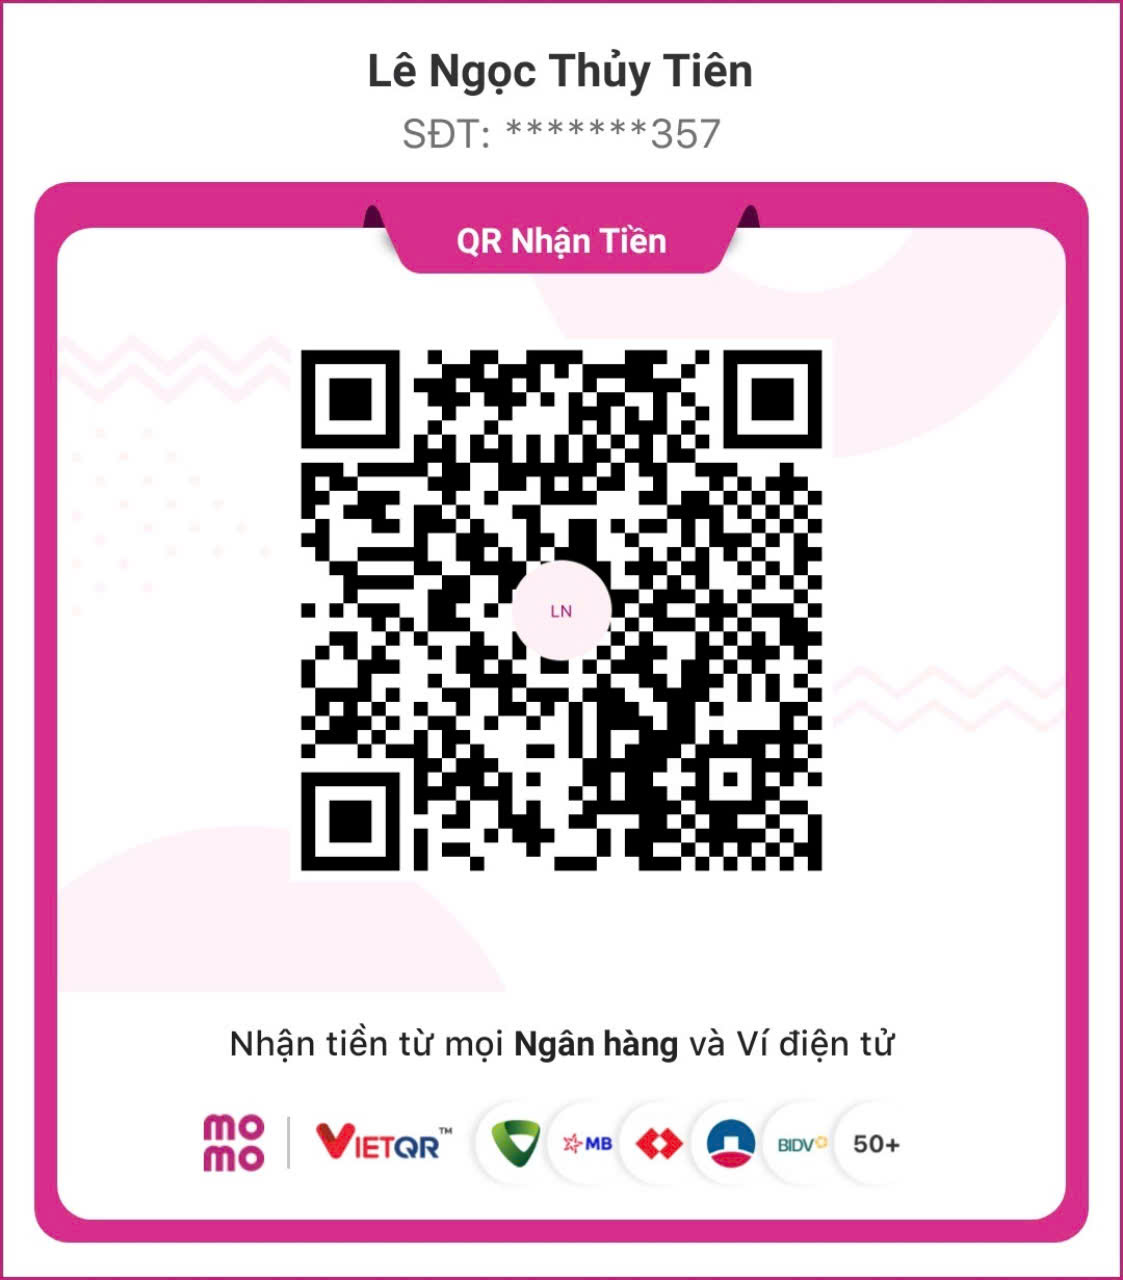 Lê Ngọc Thủy Tiên
SĐT: *******357
QR Nhận Tiền
LN
Nhận tiền từ mọi Ngân hàng và Ví điện tử
mo
mo
VIETQR™
MB
BIDV
50+